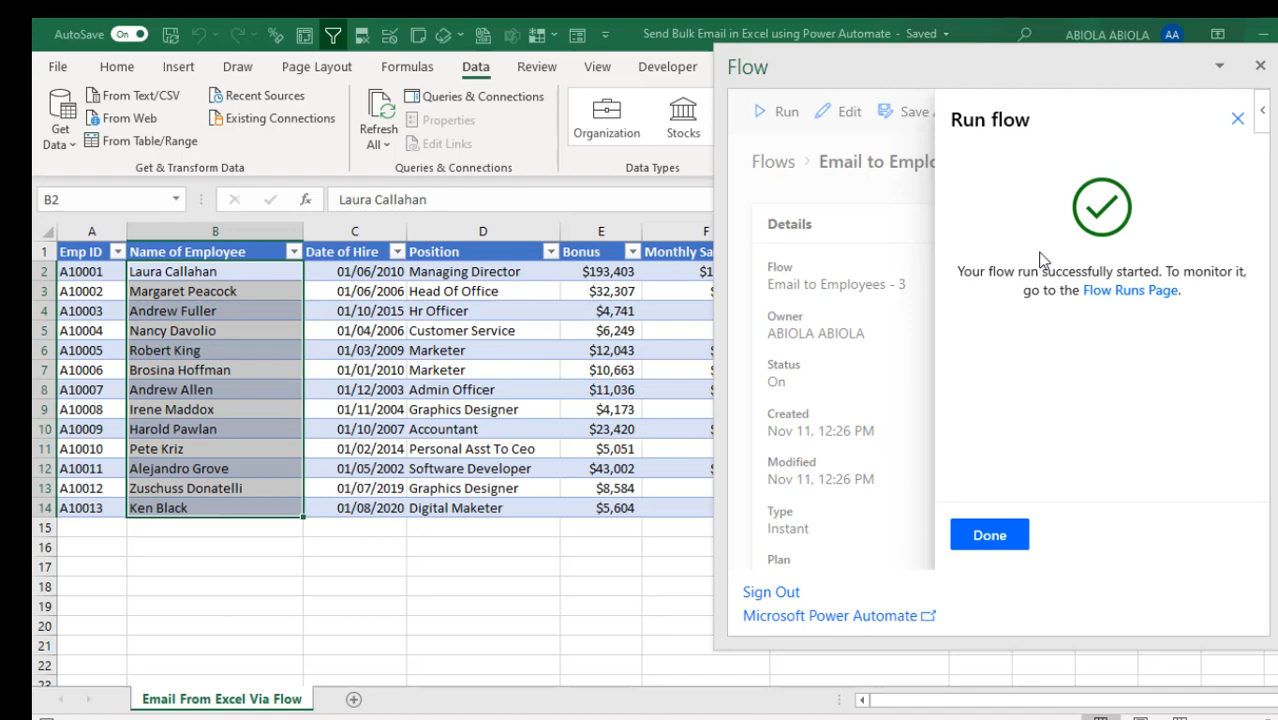 AutoSave On Send Bulk Email in Excel using Power Automate - Saved ABIOLA ABIOLA AA
File Home Insert Draw Page Layout Formulas Data Review View Developer
From Text/CSV
From Web
From Table/Range
Get Data
Get & Transform Data
Recent Sources
Existing Connections
Refresh All
Queries & Connections
Properties
Edit Links
Queries & Connections
Organization Stocks
Data Types
B2 fx Laura Callahan
A B C D E F
1 Emp ID Name of Employee Date of Hire Position Bonus Monthly Sa
2 A10001 Laura Callahan 01/06/2010 Managing Director $193,403 $1
3 A10002 Margaret Peacock 01/06/2006 Head Of Office $32,307 $
4 A10003 Andrew Fuller 01/10/2015 Hr Officer $4,741
5 A10004 Nancy Davolio 01/04/2006 Customer Service $6,249
6 A10005 Robert King 01/03/2009 Marketer $12,043 $
7 A10006 Brosina Hoffman 01/01/2010 Marketer $10,663 $
8 A10007 Andrew Allen 01/12/2003 Admin Officer $11,036 $
9 A10008 Irene Maddox 01/11/2004 Graphics Designer $4,173
10 A10009 Harold Pawlan 01/10/2007 Accountant $23,420 $
11 A10010 Pete Kriz 01/02/2014 Personal Asst To Ceo $5,051
12 A10011 Alejandro Grove 01/05/2002 Software Developer $43,002 $
13 A10012 Zuschuss Donatelli 01/07/2019 Graphics Designer $8,584
14 A10013 Ken Black 01/08/2020 Digital Maketer $5,604
15
16
17
18
19
20
21
22
23
Email From Excel Via Flow
Flow
Run Edit Save
Flows > Email to Emplo
Details
Flow
Email to Employees - 3
Owner
ABIOLA ABIOLA
Status
On
Created
Nov 11, 12:26 PM
Modified
Nov 11, 12:26 PM
Type
Instant
Plan
Run flow
Your flow run successfully started. To monitor it,
go to the Flow Runs Page.
Done
Sign Out
Microsoft Power Automate